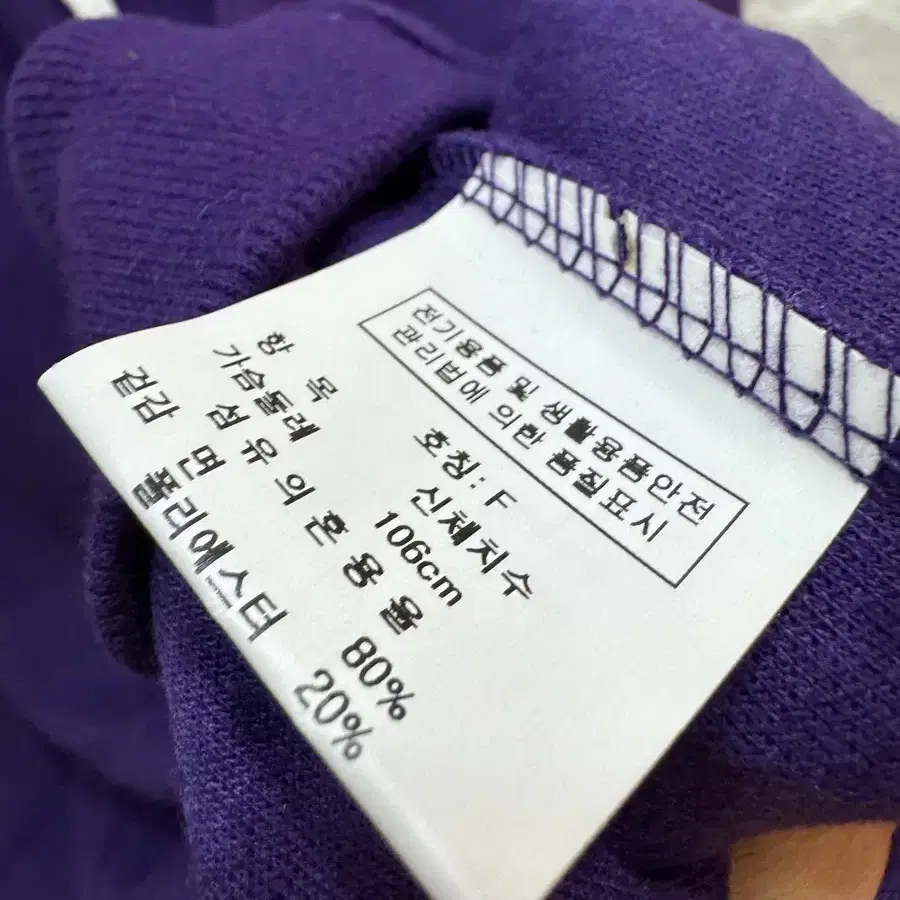 전기용품 및 생활용품안전
관리법에 의한 품질표시
호칭: F
항 목 신체치수
가슴둘레 106cm
섬 유 의 혼 용 율
겉감 면 80%
폴리에스터 20%